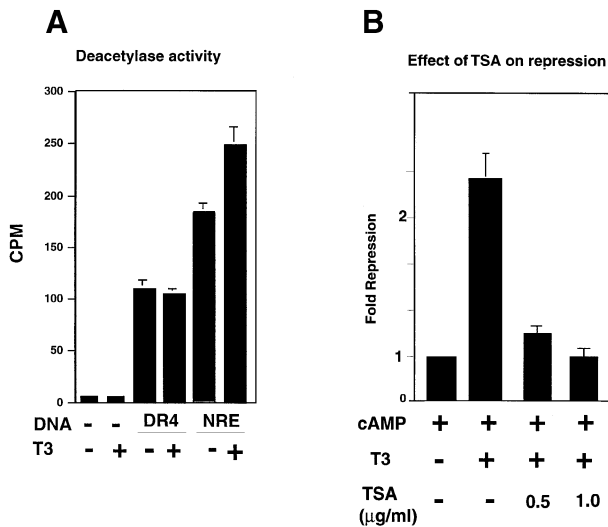 A
Deacetylase activity
300
250
200
150
100
50
0
CPM
DNA - - DR4 NRE
T3 - + - + - +
B
Effect of TSA on repression
2
1
0
Fold Repression
cAMP + + + +
T3 - + + +
TSA - - 0.5 1.0
(μg/ml)